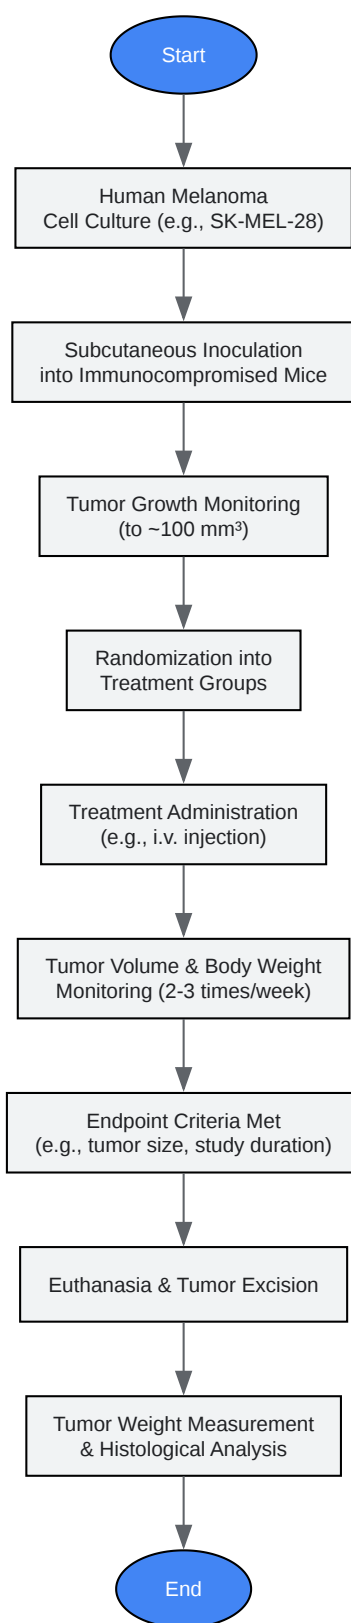 Start
Human Melanoma
Cell Culture (e.g., SK-MEL-28)
Subcutaneous Inoculation
into Immunocompromised Mice
Tumor Growth Monitoring
(to ~100 mm³)
Randomization into
Treatment Groups
Treatment Administration
(e.g., i.v. injection)
Tumor Volume & Body Weight
Monitoring (2-3 times/week)
Endpoint Criteria Met
(e.g., tumor size, study duration)
Euthanasia & Tumor Excision
Tumor Weight Measurement
& Histological Analysis
End